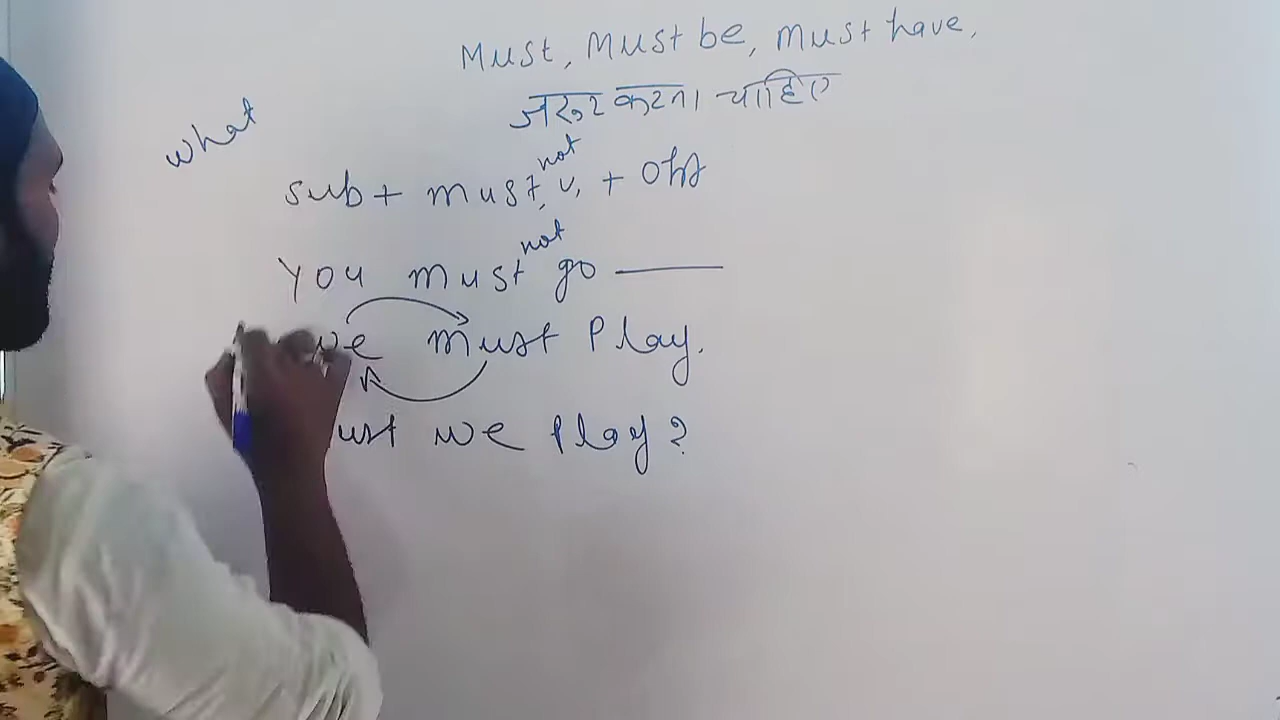 Must, Must be, Must have,
जरूर करना चाहिए
what
not
sub + must, v, + Obj
not
You must go
we must Play.
ust we Play?